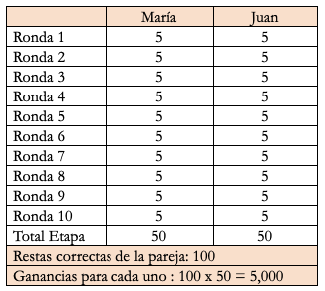 María Juan
Ronda 1 5 5
Ronda 2 5 5
Ronda 3 5 5
Ronda 4 5 5
Ronda 5 5 5
Ronda 6 5 5
Ronda 7 5 5
Ronda 8 5 5
Ronda 9 5 5
Ronda 10 5 5
Total Etapa 50 50
Restas correctas de la pareja: 100
Ganancias para cada uno : 100 x 50 = 5,000